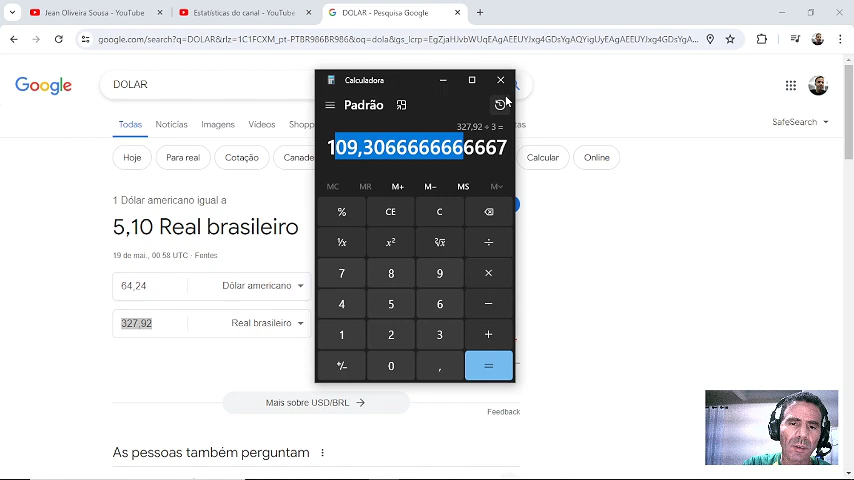 Jean Oliveira Sousa - YouTube
Estatísticas do canal - YouTube
DOLAR - Pesquisa Google
google.com/search?q=DOLAR&rlz=1C1FCXM_pt-PTBR986BR986&oq=dola&gs_lcrp=EgZjaHJvbWUqEAgAEEUYJxg4GDsYgAQYigUyEAgAEEUYJxg4GDsYgA...
Google
DOLAR
Todas
Notícias
Imagens
Vídeos
Shopp
SafeSearch
Hoje
Para real
Cotação
Canade
Calcular
Online
1 Dólar americano igual a
5,10 Real brasileiro
19 de mai., 00:58 UTC · Fontes
64,24 Dólar americano
327,92 Real brasileiro
Mais sobre USD/BRL
Feedback
As pessoas também perguntam
Calculadora
Padrão
327,92 ÷ 3 =
109,3066666666667
MC MR M+ M− MS M˅
% CE C
¹⁄x x² ²√x ÷
7 8 9 ×
4 5 6 −
1 2 3 +
+/− 0 , =